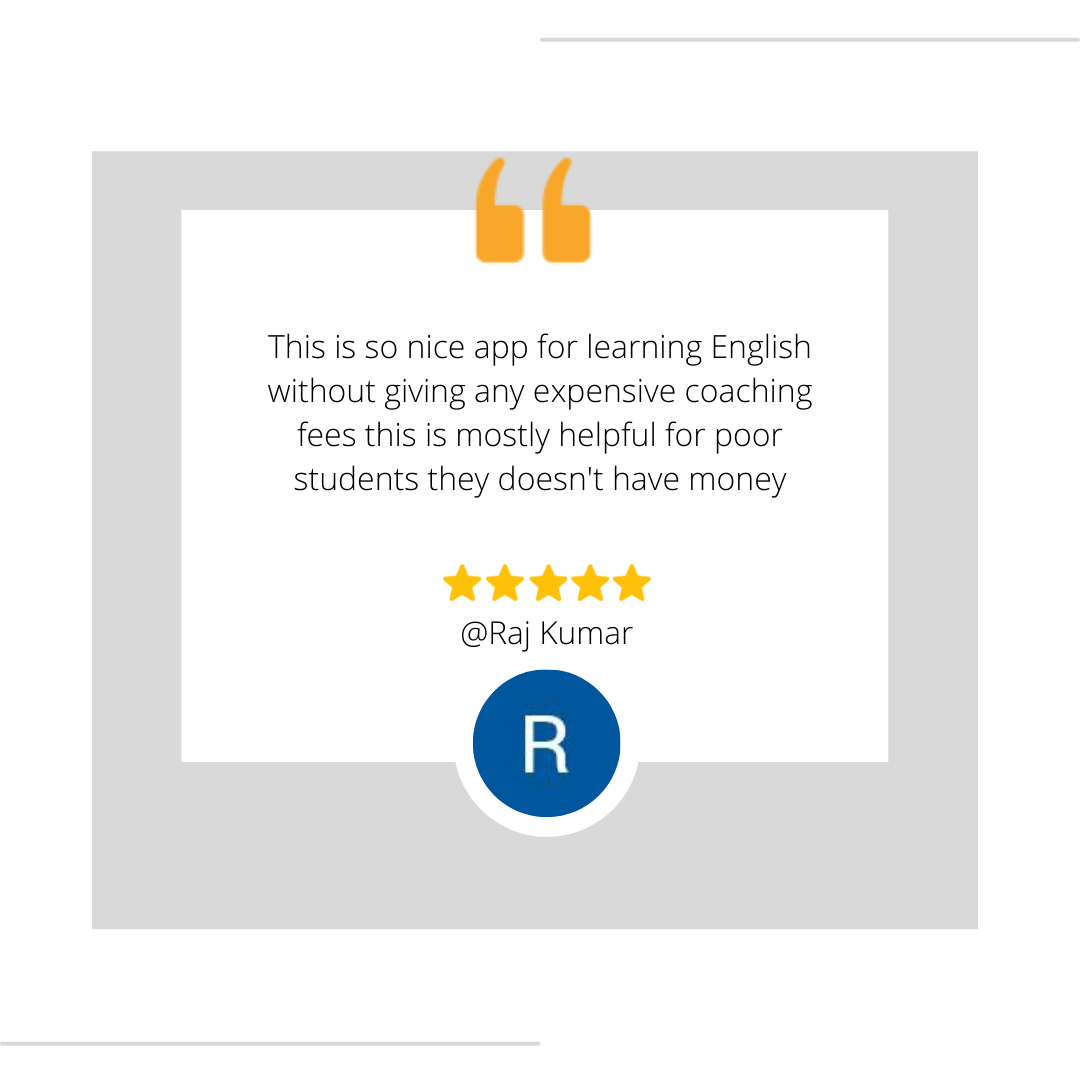 This is so nice app for learning English
without giving any expensive coaching
fees this is mostly helpful for poor
students they doesn't have money
@Raj Kumar
R